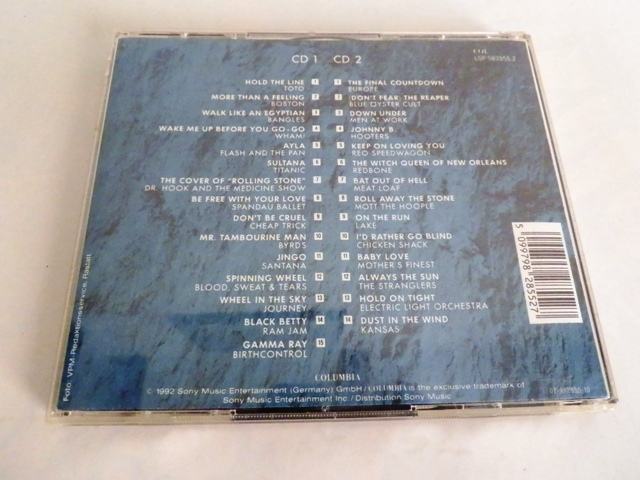 CD 1 CD 2
LSP 982855 2
HOLD THE LINE 1
TOTO
MORE THAN A FEELING 2
BOSTON
WALK LIKE AN EGYPTIAN 3
BANGLES
WAKE ME UP BEFORE YOU GO-GO 4
WHAM!
AYLA 5
FLASH AND THE PAN
SULTANA 6
TITANIC
THE COVER OF "ROLLING STONE" 7
DR. HOOK AND THE MEDICINE SHOW
BE FREE WITH YOUR LOVE 8
SPANDAU BALLET
DON'T BE CRUEL 9
CHEAP TRICK
MR. TAMBOURINE MAN 10
BYRDS
JINGO 11
SANTANA
SPINNING WHEEL 12
BLOOD, SWEAT & TEARS
WHEEL IN THE SKY 13
JOURNEY
BLACK BETTY 14
RAM JAM
GAMMA RAY 15
BIRTHCONTROL
1 THE FINAL COUNTDOWN
EUROPE
2 DON'T FEAR THE REAPER
BLUE ÖYSTER CULT
3 DOWN UNDER
MEN AT WORK
4 JOHNNY B.
HOOTERS
5 KEEP ON LOVING YOU
REO SPEEDWAGON
6 THE WITCH QUEEN OF NEW ORLEANS
REDBONE
7 BAT OUT OF HELL
MEAT LOAF
8 ROLL AWAY THE STONE
MOTT THE HOOPLE
9 ON THE RUN
LAKE
10 I'D RATHER GO BLIND
CHICKEN SHACK
11 BABY LOVE
MOTHER'S FINEST
12 ALWAYS THE SUN
THE STRANGLERS
13 HOLD ON TIGHT
ELECTRIC LIGHT ORCHESTRA
14 DUST IN THE WIND
KANSAS
5 099798 285527
Foto: VPM-Redaktionsservice, Rastatt
COLUMBIA
© 1992 Sony Music Entertainment (Germany) GmbH / COLUMBIA is the exclusive trademark of
Sony Music Entertainment Inc / Distribution Sony Music